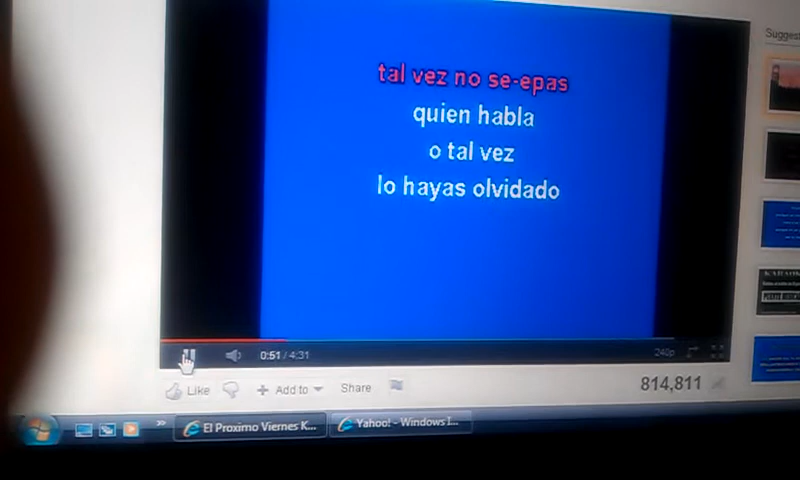 Suggest
tal vez no se-epas
quien habla
o tal vez
lo hayas olvidado
0:51 / 4:31
240p
Like
Add to
Share
814,811
El Proximo Viernes K...
Yahoo! - Windows I...